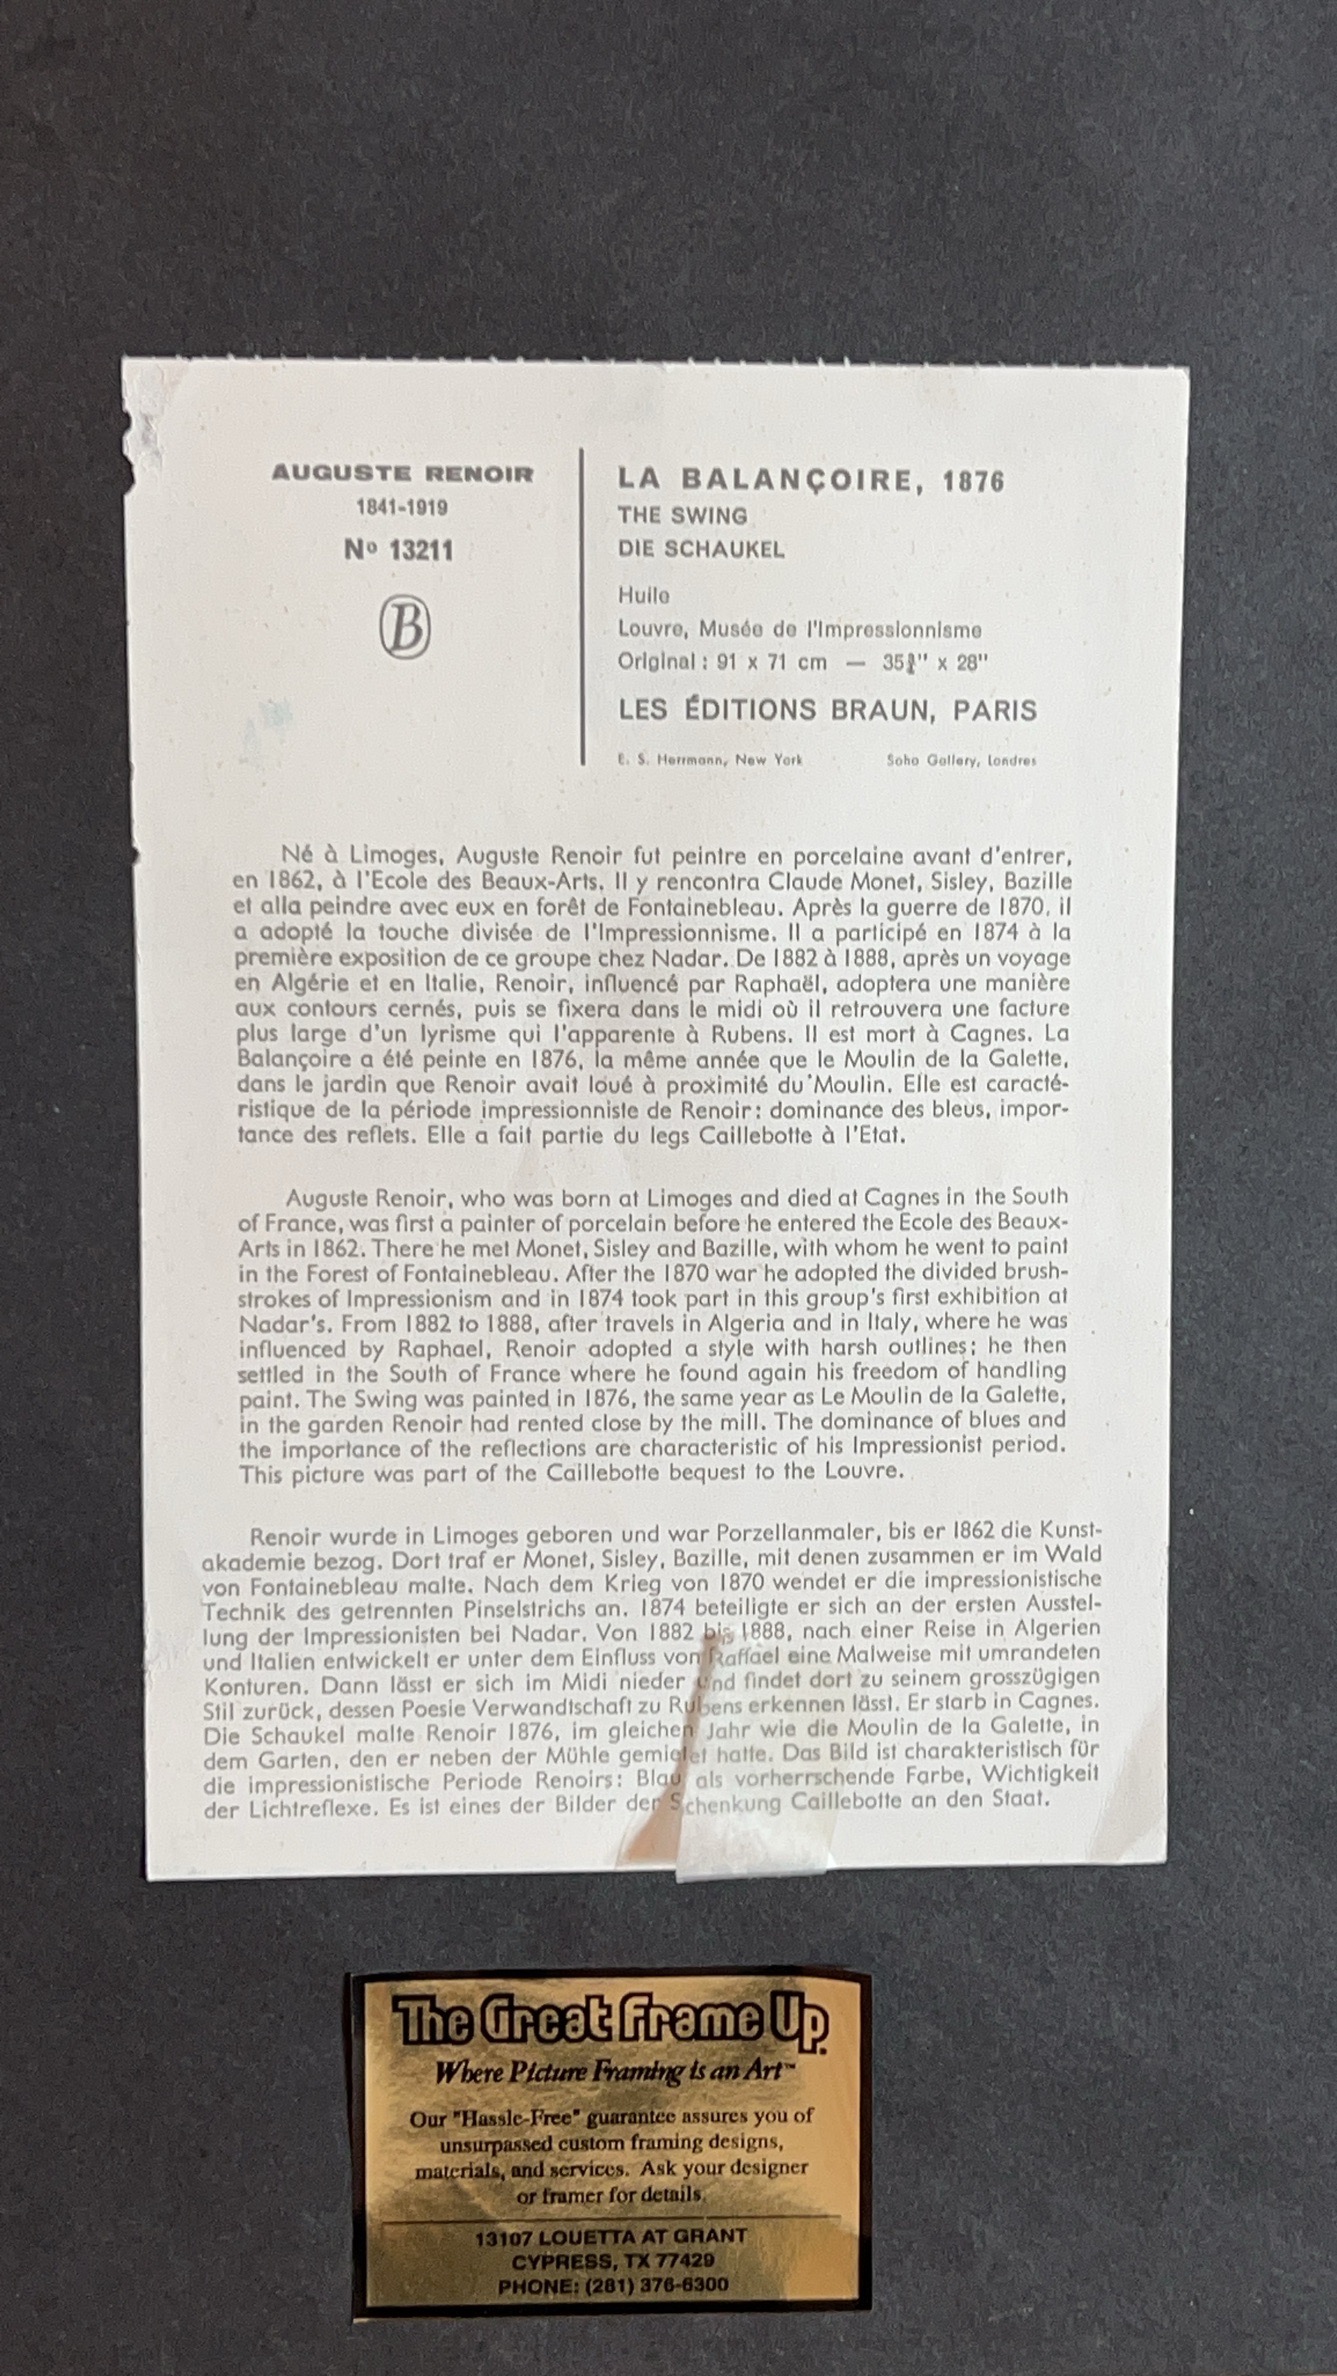 AUGUSTE RENOIR
1841-1919
Nº 13211
B
LA BALANÇOIRE, 1876
THE SWING
DIE SCHAUKEL
Huile
Louvre, Musée de l'Impressionnisme
Original : 91 x 71 cm — 35¾" x 28"
LES ÉDITIONS BRAUN, PARIS
E. S. Herrmann, New York Soho Gallery, Londres
Né à Limoges, Auguste Renoir fut peintre en porcelaine avant d'entrer,
en 1862, à l'Ecole des Beaux-Arts. Il y rencontra Claude Monet, Sisley, Bazille
et alla peindre avec eux en forêt de Fontainebleau. Après la guerre de 1870, il
a adopté la touche divisée de l'Impressionnisme. Il a participé en 1874 à la
première exposition de ce groupe chez Nadar. De 1882 à 1888, après un voyage
en Algérie et en Italie, Renoir, influencé par Raphaël, adoptera une manière
aux contours cernés, puis se fixera dans le midi où il retrouvera une facture
plus large d'un lyrisme qui l'apparente à Rubens. Il est mort à Cagnes. La
Balançoire a été peinte en 1876, la même année que le Moulin de la Galette,
dans le jardin que Renoir avait loué à proximité du Moulin. Elle est caracté-
ristique de la période impressionniste de Renoir : dominance des bleus, impor-
tance des reflets. Elle a fait partie du legs Caillebotte à l'Etat.
Auguste Renoir, who was born at Limoges and died at Cagnes in the South
of France, was first a painter of porcelain before he entered the Ecole des Beaux-
Arts in 1862. There he met Monet, Sisley and Bazille, with whom he went to paint
in the Forest of Fontainebleau. After the 1870 war he adopted the divided brush-
strokes of Impressionism and in 1874 took part in this group's first exhibition at
Nadar's. From 1882 to 1888, after travels in Algeria and in Italy, where he was
influenced by Raphael, Renoir adopted a style with harsh outlines; he then
settled in the South of France where he found again his freedom of handling
paint. The Swing was painted in 1876, the same year as Le Moulin de la Galette,
in the garden Renoir had rented close by the mill. The dominance of blues and
the importance of the reflections are characteristic of his Impressionist period.
This picture was part of the Caillebotte bequest to the Louvre.
Renoir wurde in Limoges geboren und war Porzellanmaler, bis er 1862 die Kunst-
akademie bezog. Dort traf er Monet, Sisley, Bazille, mit denen zusammen er im Wald
von Fontainebleau malte. Nach dem Krieg von 1870 wendet er die impressionistische
Technik des getrennten Pinselstrichs an. 1874 beteiligte er sich an der ersten Ausstel-
lung der Impressionisten bei Nadar. Von 1882 bis 1888, nach einer Reise in Algerien
und Italien entwickelt er unter dem Einfluss von Raffael eine Malweise mit umrandeten
Konturen. Dann lässt er sich im Midi nieder und findet dort zu seinem grosszügigen
Stil zurück, dessen Poesie Verwandtschaft zu Rubens erkennen lässt. Er starb in Cagnes.
Die Schaukel malte Renoir 1876, im gleichen Jahr wie die Moulin de la Galette, in
dem Garten, den er neben der Mühle gemietet hatte. Das Bild ist charakteristisch für
die impressionistische Periode Renoirs : Blau als vorherrschende Farbe, Wichtigkeit
der Lichtreflexe. Es ist eines der Bilder der Schenkung Caillebotte an den Staat.
The Great Frame Up.
Where Picture Framing is an Art™
Our "Hassle-Free" guarantee assures you of
unsurpassed custom framing designs,
materials, and services. Ask your designer
or framer for details.
13107 LOUETTA AT GRANT
CYPRESS, TX 77429
PHONE: (281) 376-6300